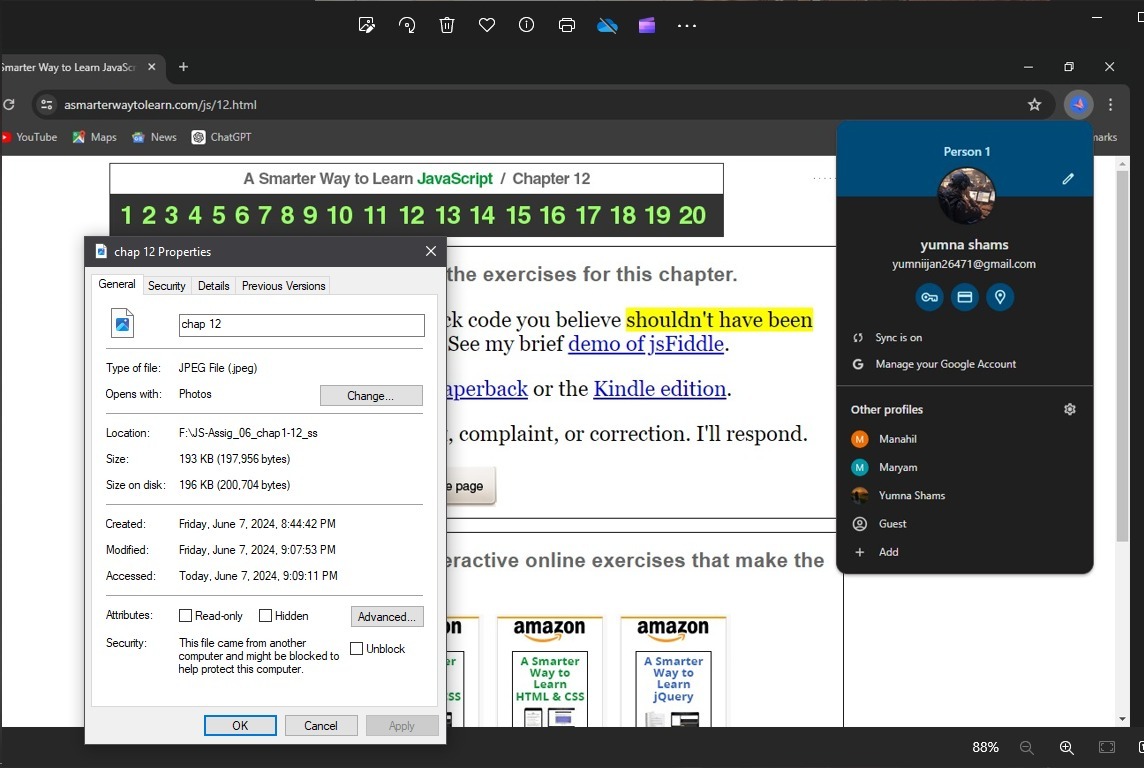 Smarter Way to Learn JavaScr
asmarterwaytolearn.com/js/12.html
YouTube Maps News ChatGPT
marks
A Smarter Way to Learn JavaScript / Chapter 12
1 2 3 4 5 6 7 8 9 10 11 12 13 14 15 16 17 18 19 20
the exercises for this chapter.
ck code you believe shouldn't have been
See my brief demo of jsFiddle.
aperback or the Kindle edition.
, complaint, or correction. I'll respond.
e page
eractive online exercises that make the
on
amazon
amazon
er
SS
A Smarter
Way to
Learn
HTML & CSS
A Smarter
Way to
Learn
jQuery
chap 12 Properties
General Security Details Previous Versions
chap 12
Type of file: JPEG File (.jpeg)
Opens with: Photos Change...
Location: F:\JS-Assig_06_chap1-12_ss
Size: 193 KB (197,956 bytes)
Size on disk: 196 KB (200,704 bytes)
Created: Friday, June 7, 2024, 8:44:42 PM
Modified: Friday, June 7, 2024, 9:07:53 PM
Accessed: Today, June 7, 2024, 9:09:11 PM
Attributes: Read-only Hidden Advanced...
Security: This file came from another
computer and might be blocked to
help protect this computer.
Unblock
OK Cancel Apply
Person 1
yumna shams
yumniijan26471@gmail.com
Sync is on
G Manage your Google Account
Other profiles
M Manahil
M Maryam
Yumna Shams
Guest
Add
88%